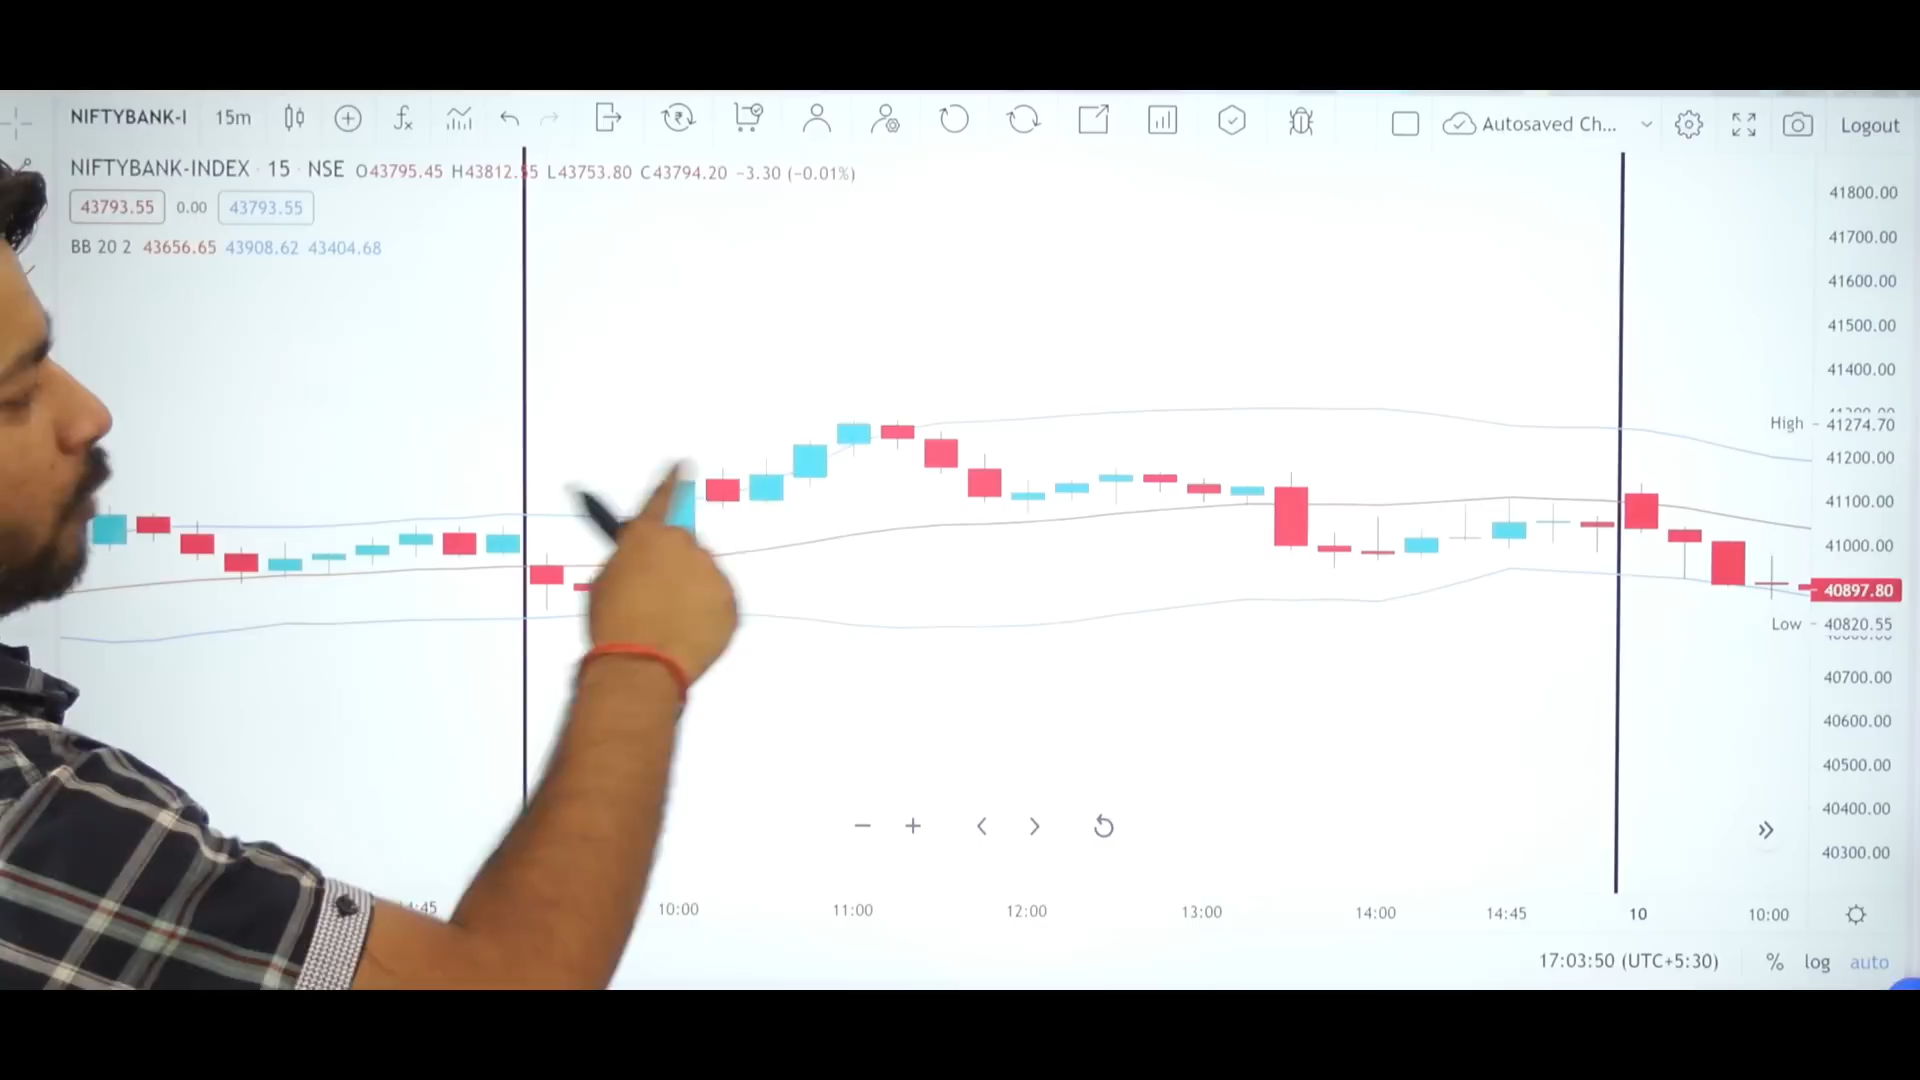 NIFTYBANK-I 15m Autosaved Ch... Logout
NIFTYBANK-INDEX · 15 · NSE O43795.45 H43812. 5 L43753.80 C43794.20 −3.30 (−0.01%)
43793.55 0.00 43793.55
BB 20 2 43656.65 43908.62 43404.68
41800.00
41700.00
41600.00
41500.00
41400.00
High 41274.70
41200.00
41100.00
41000.00
40897.80
Low 40820.55
40700.00
40600.00
40500.00
40400.00
40300.00
:45 10:00 11:00 12:00 13:00 14:00 14:45 10 10:00
17:03:50 (UTC+5:30) % log auto